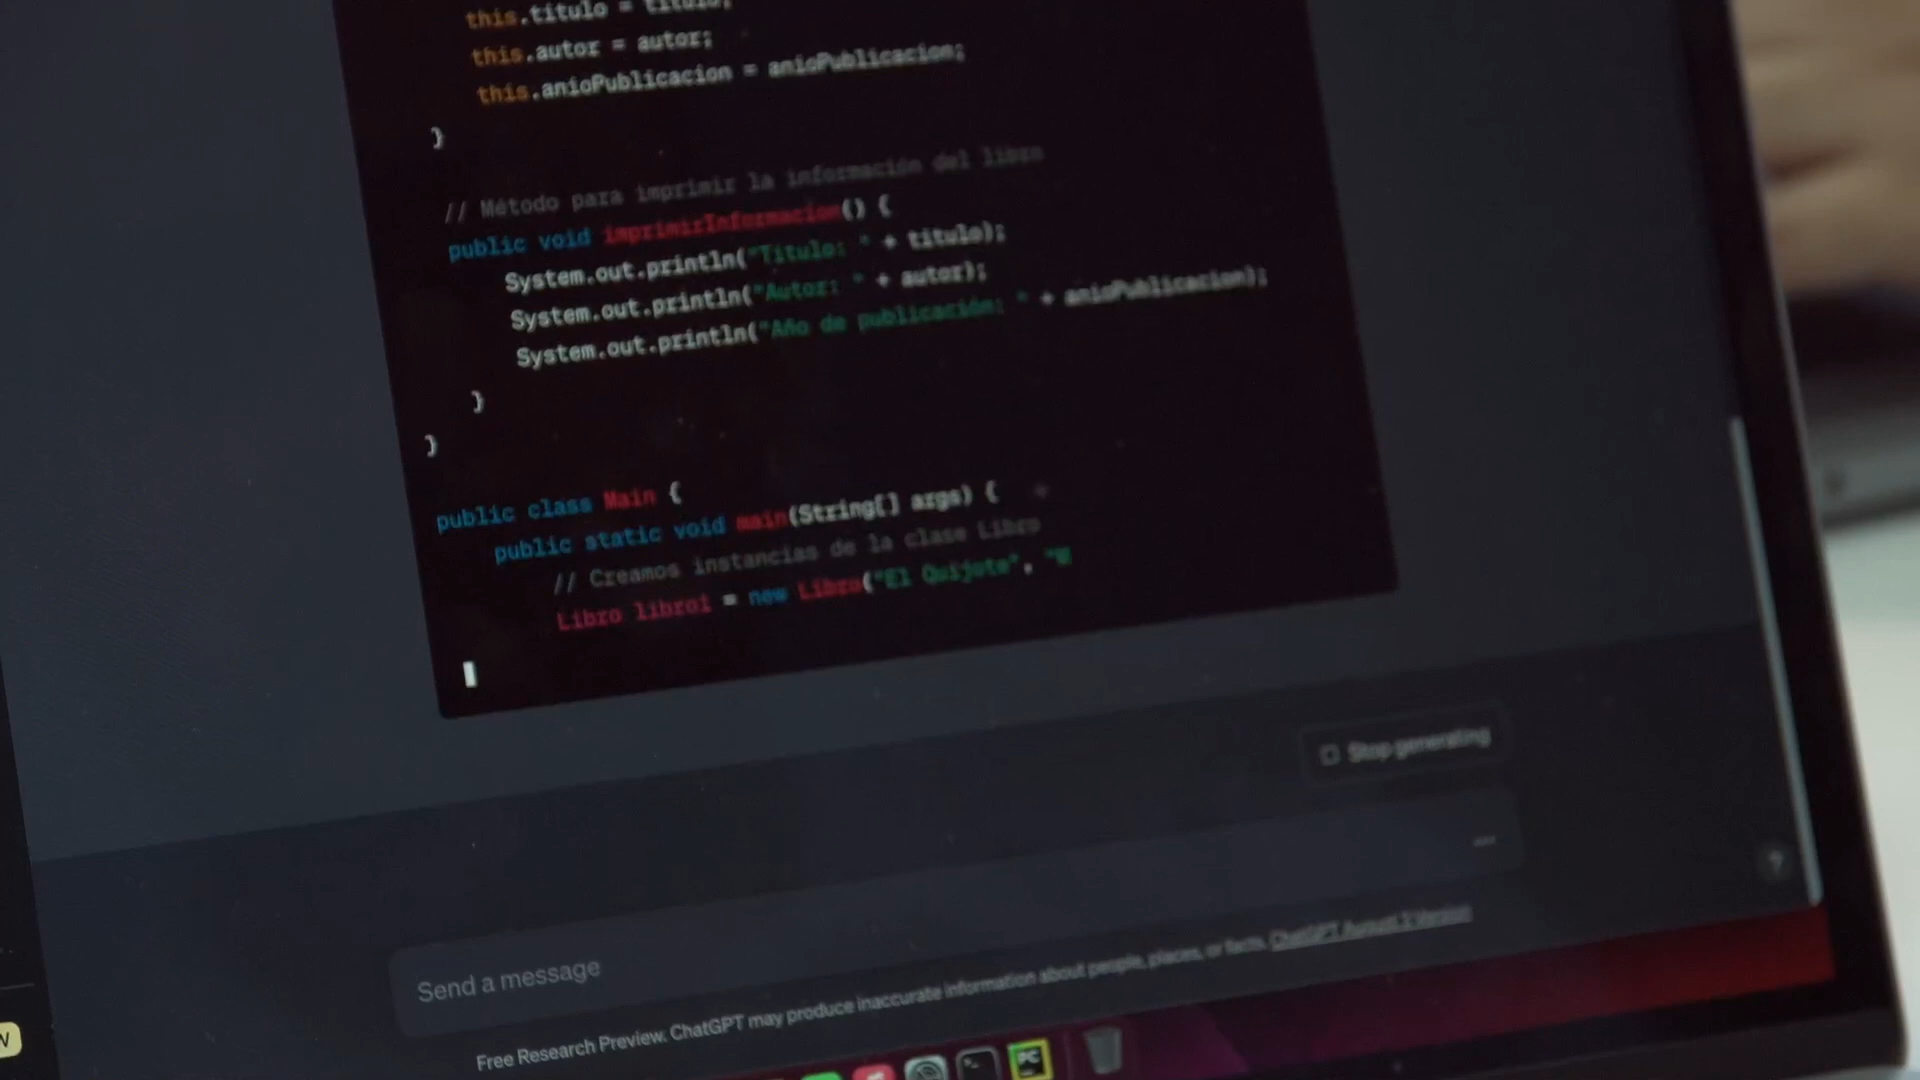 this.titulo = titulo;
this.autor = autor;
this.anioPublicacion = anioPublicacion;
}
// Método para imprimir la información del libro
public void imprimirInformacion() {
System.out.println("Título: " + titulo);
System.out.println("Autor: " + autor);
System.out.println("Año de publicación: " + anioPublicacion);
}
}
public class Main {
public static void main(String[] args) {
// Creamos instancias de la clase Libro
Libro libro1 = new Libro("El Quijote", "
Stop generating
Send a message
?
Free Research Preview. ChatGPT may produce inaccurate information about people, places, or facts. ChatGPT August 3 Version
PC